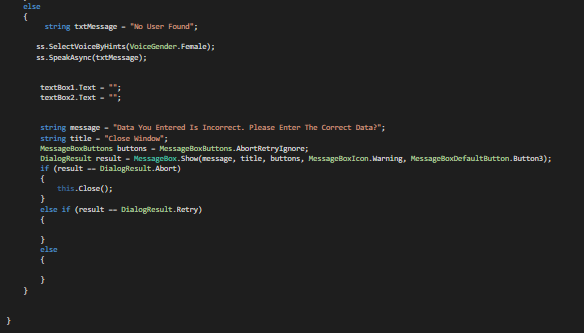 else
{
string txtMessage = "No User Found";
ss.SelectVoiceByHints(VoiceGender.Female);
ss.SpeakAsync(txtMessage);
textBox1.Text = "";
textBox2.Text = "";
string message = "Data You Entered Is Incorrect. Please Enter The Correct Data?";
string title = "Close Window";
MessageBoxButtons buttons = MessageBoxButtons.AbortRetryIgnore;
DialogResult result = MessageBox.Show(message, title, buttons, MessageBoxIcon.Warning, MessageBoxDefaultButton.Button3);
if (result == DialogResult.Abort)
{
this.Close();
}
else if (result == DialogResult.Retry)
{
}
else
{
}
}
}